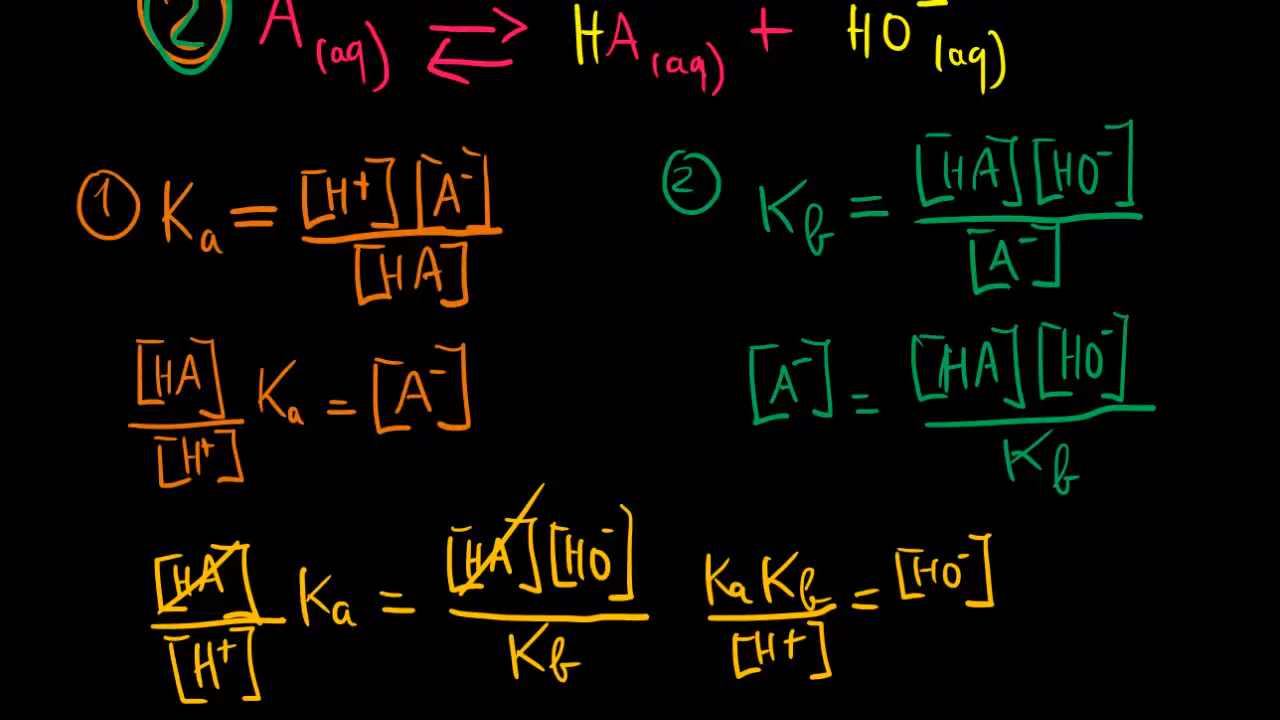 ② A (aq) ⇌ HA (aq) + HO⁻ (aq)
① Ka = [H⁺][A⁻] / [HA]
② Kb = [HA][HO⁻] / [A⁻]
[HA] / [H⁺] Ka = [A⁻]
[A⁻] = [HA][HO⁻] / Kb
[HA] / [H⁺] Ka = [HA][HO⁻] / Kb
KaKb / [H⁺] = [HO⁻]